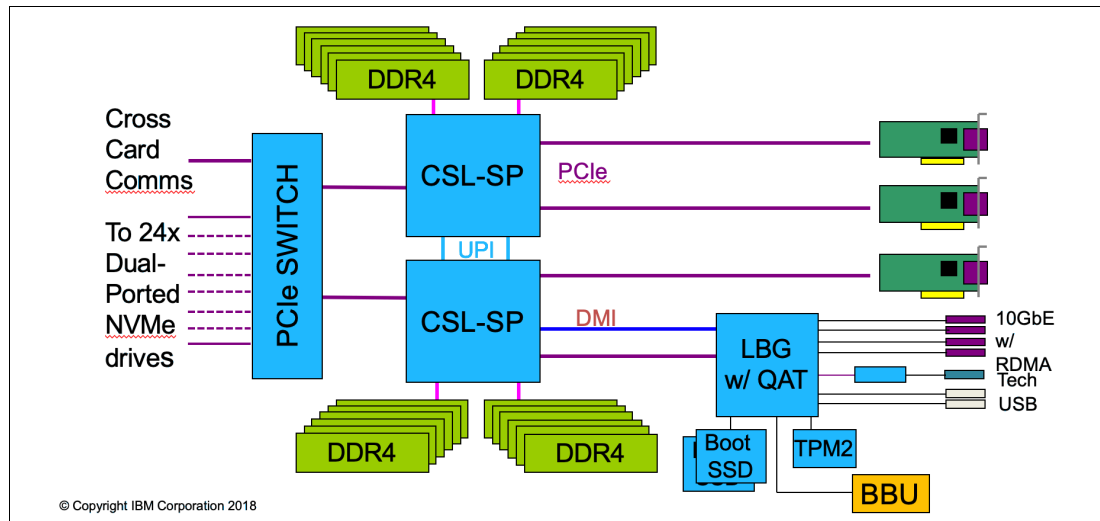 DDR4
DDR4
Cross
Card
Comms
PCIe SWITCH
CSL-SP
PCIe
UPI
To 24x
Dual-
Ported
NVMe
drives
CSL-SP
DMI
LBG
w/ QAT
10GbE
w/
RDMA
Tech
USB
DDR4
DDR4
Boot
SSD
TPM2
BBU
© Copyright IBM Corporation 2018